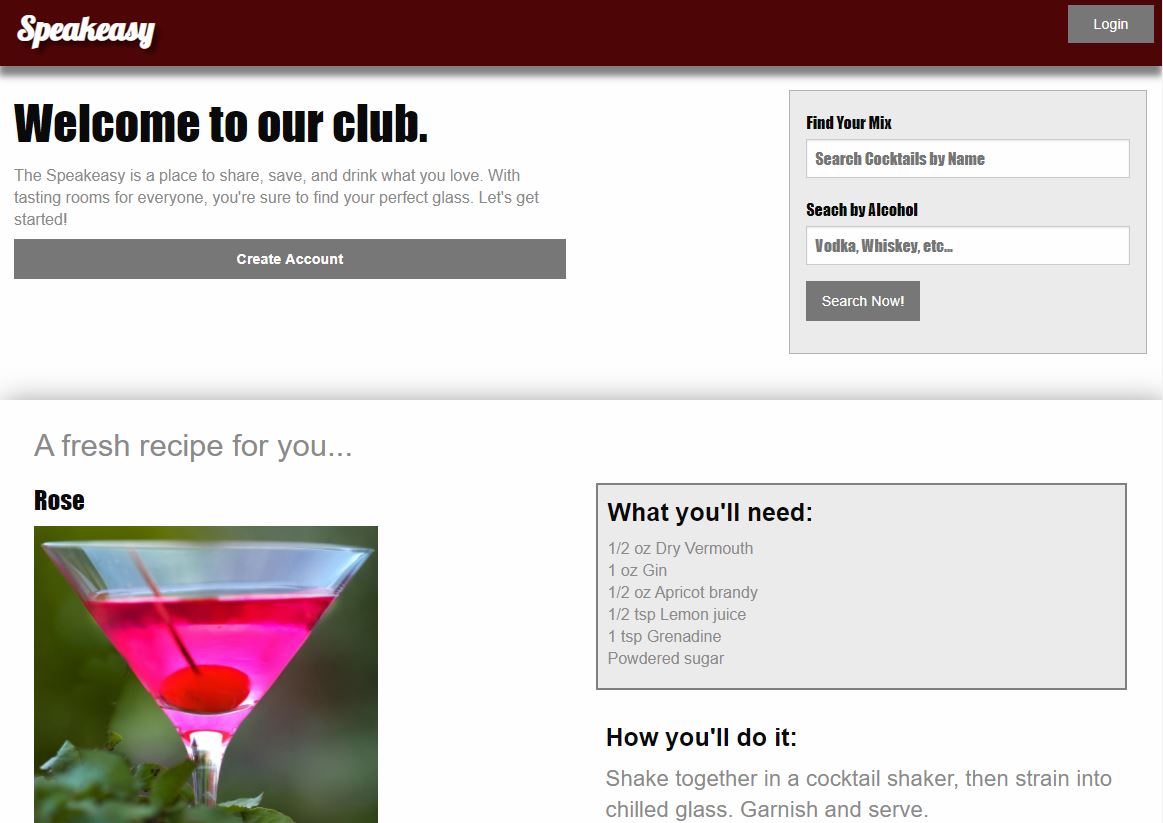 Speakeasy
Login
Welcome to our club.
The Speakeasy is a place to share, save, and drink what you love. With
tasting rooms for everyone, you're sure to find your perfect glass. Let's get
started!
Create Account
Find Your Mix
Search Cocktails by Name
Seach by Alcohol
Vodka, Whiskey, etc...
Search Now!
A fresh recipe for you...
Rose
What you'll need:
1/2 oz Dry Vermouth
1 oz Gin
1/2 oz Apricot brandy
1/2 tsp Lemon juice
1 tsp Grenadine
Powdered sugar
How you'll do it:
Shake together in a cocktail shaker, then strain into
chilled glass. Garnish and serve.